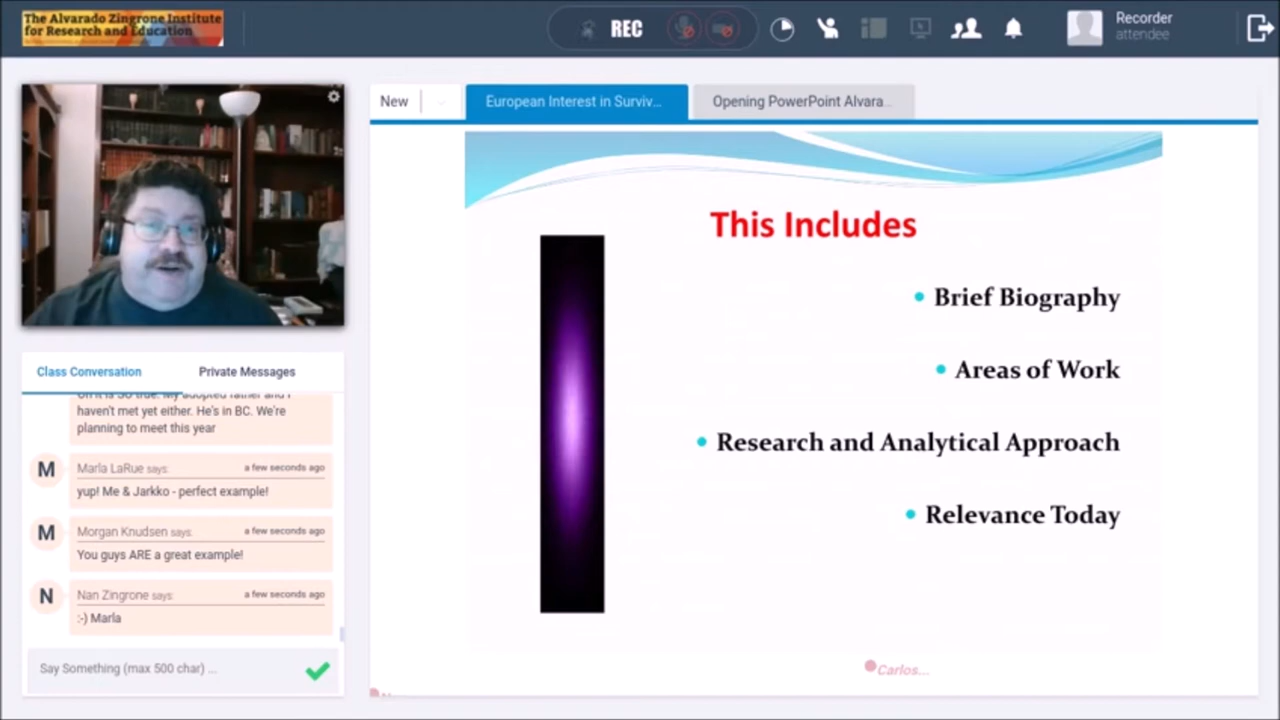 The Alvarado Zingrone Institute
for Research and Education
REC
Recorder
attendee
New
European Interest in Surviv...
Opening PowerPoint Alvara...
This Includes
Brief Biography
Areas of Work
Research and Analytical Approach
Relevance Today
Carlos...
Class Conversation
Private Messages
haven't met yet either. He's in BC. We're
planning to meet this year
M
Marla LaRue says:
a few seconds ago
yup! Me & Jarkko - perfect example!
M
Morgan Knudsen says:
a few seconds ago
You guys ARE a great example!
N
Nan Zingrone says:
a few seconds ago
:-) Marla
Say Something (max 500 char) ...